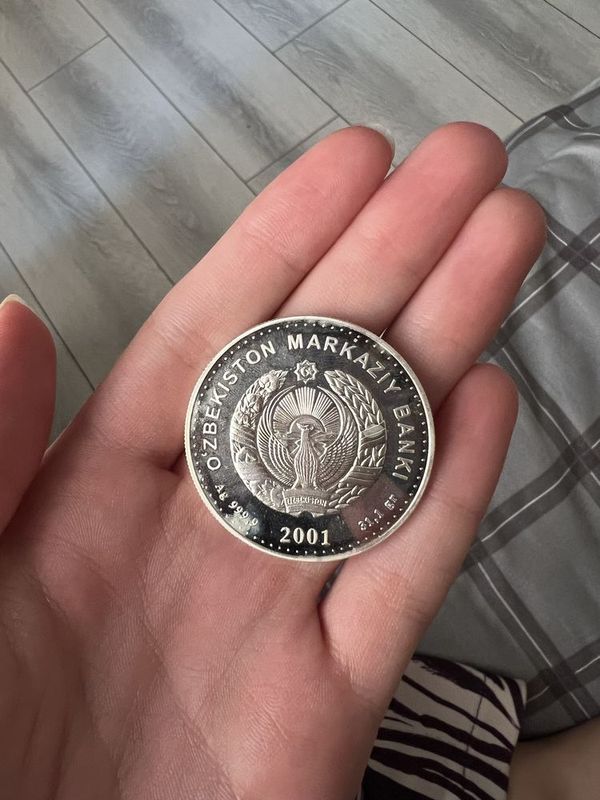 O'ZBEKISTON MARKAZIY BANKI
O'ZBEKISTON
Ag 999,9
31,1 gr
2001